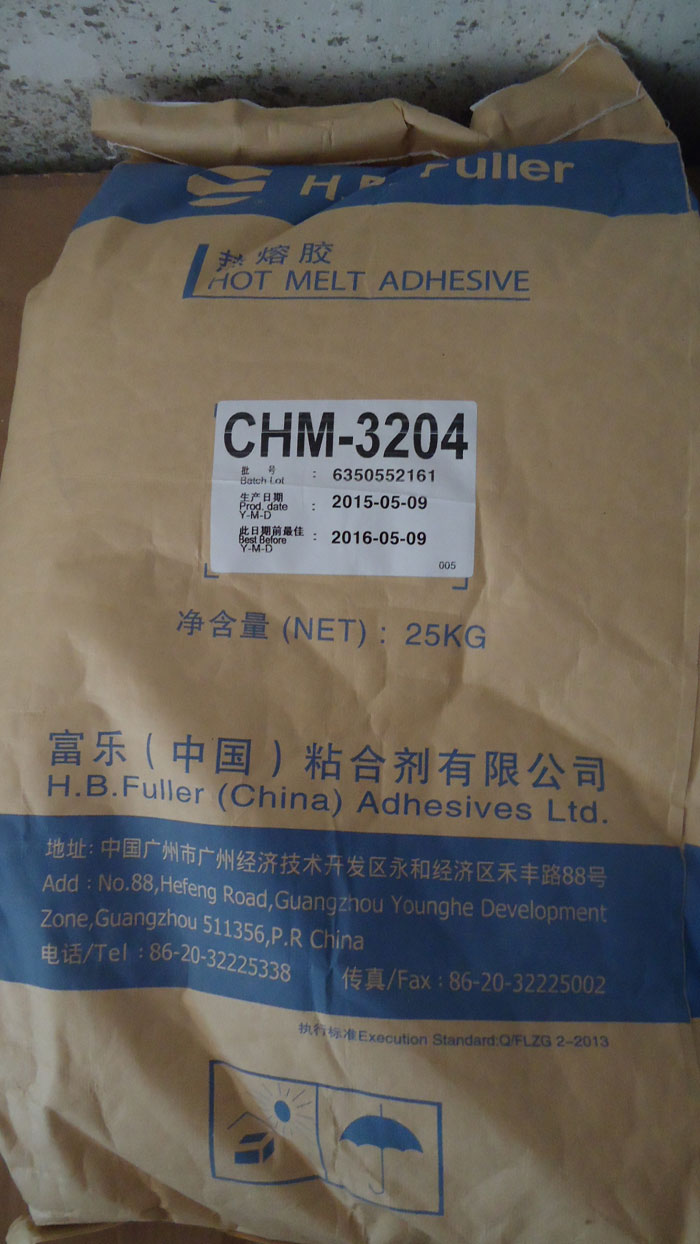 H.B. Fuller
热熔胶
HOT MELT ADHESIVE
CHM-3204
批 号
Batch Lot : 6350552161
生产日期
Prod. date : 2015-05-09
Y-M-D
此日期前最佳
Best Before : 2016-05-09
Y-M-D
005
净含量 (NET) : 25KG
富乐（中国）粘合剂有限公司
H.B.Fuller (China) Adhesives Ltd.
地址: 中国广州市广州经济技术开发区永和经济区禾丰路88号
Add : No.88,Hefeng Road,Guangzhou Younghe Development
Zone,Guangzhou 511356,P.R China
电话/Tel : 86-20-32225338 传真/Fax : 86-20-32225002
执行标准Execution Standard:Q/FLZG 2-2013